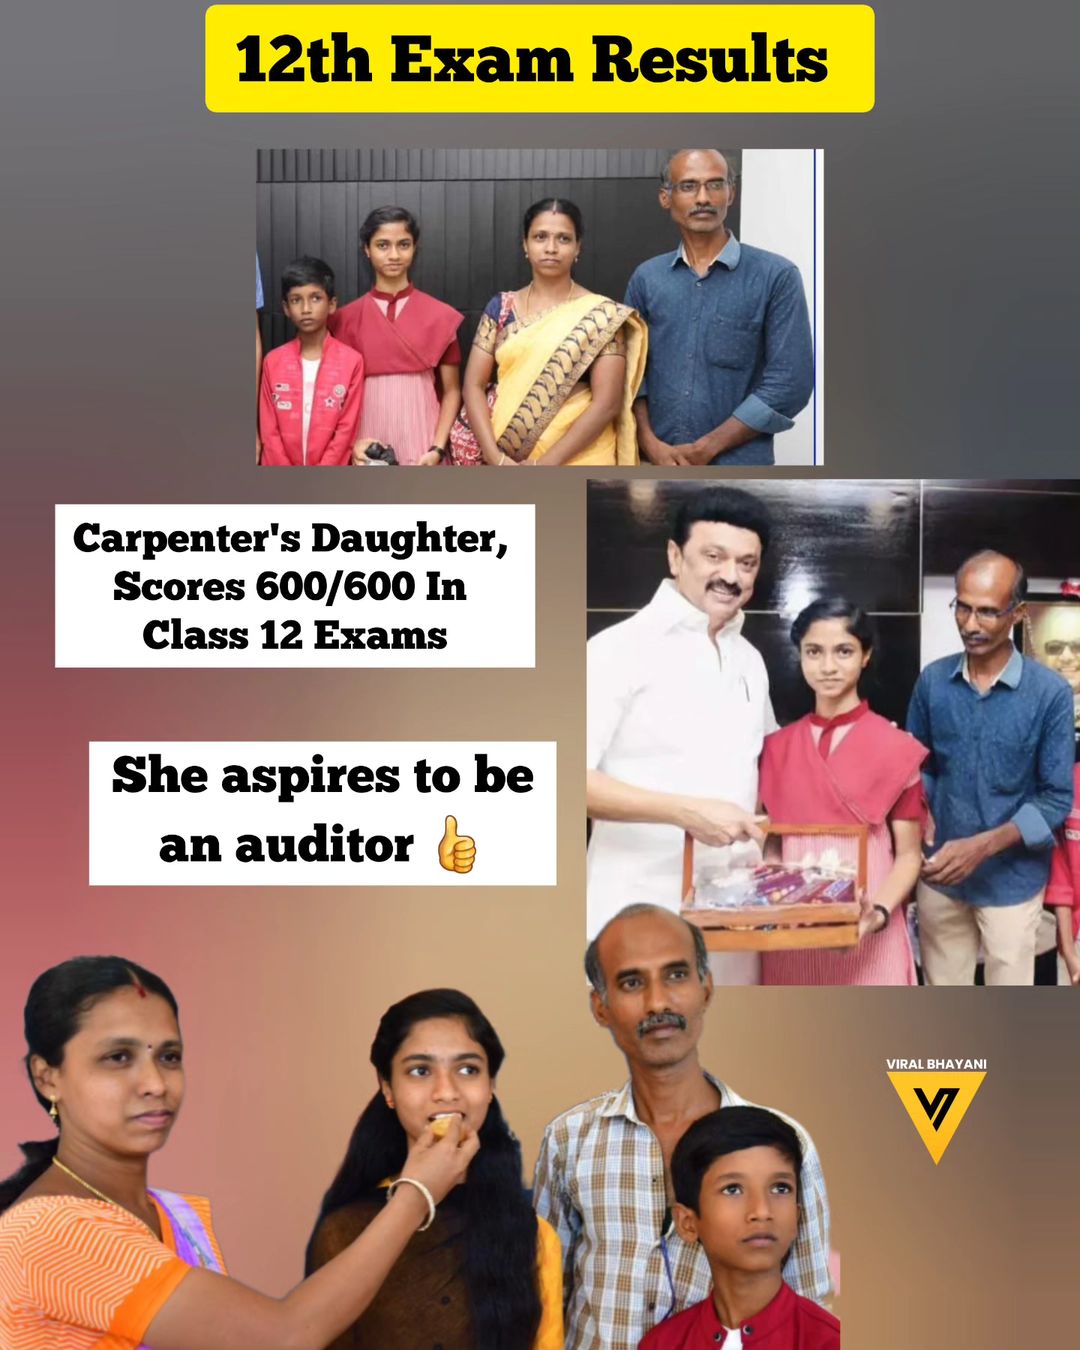 12th Exam Results
Carpenter's Daughter,
Scores 600/600 In
Class 12 Exams
She aspires to be
an auditor 👍
VIRAL BHAYANI